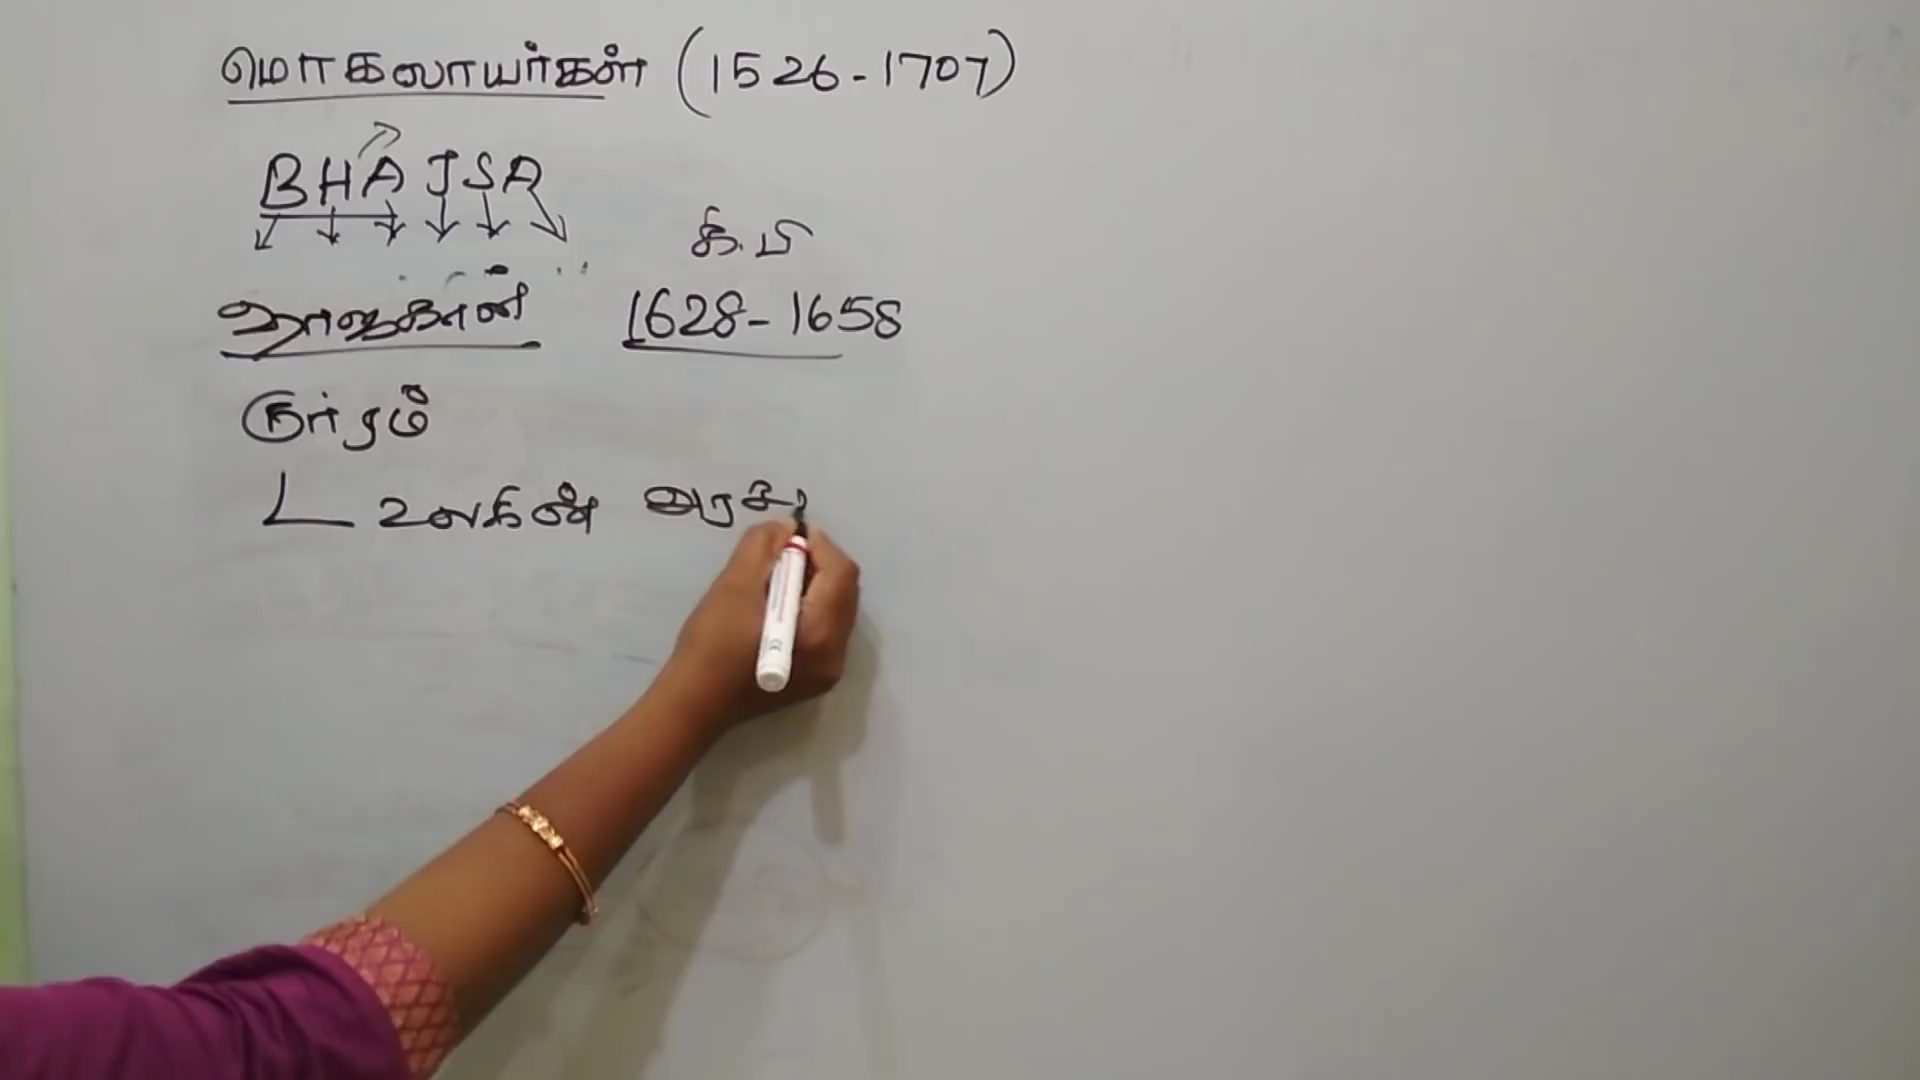 மொகலாயர்கள் (1526-1707)
BHAJSA
கி.பி
ஷாஜகான் 1628-1658
குர்ரம்
உலகின் அரசு